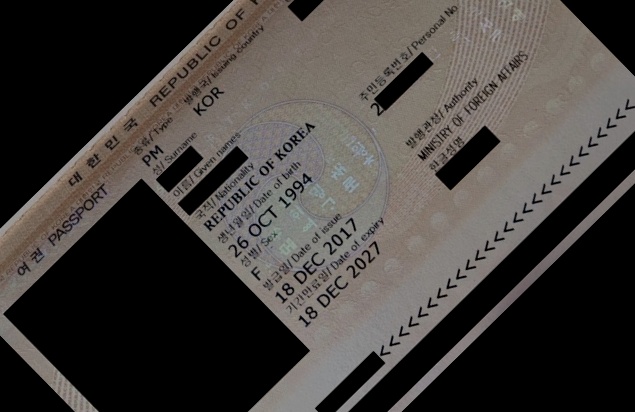 대 한 민 국 REPUBLIC OF K
여권 PASSPORT
종류/Type 발행국/Issuing country
PM KOR
성/Surname
이름/Given names
국적/Nationality 주민등록번호/Personal No
REPUBLIC OF KOREA 2
생년월일/Date of birth
26 OCT 1994
성별/Sex 발행관청/Authority
F MINISTRY OF FOREIGN AFFAIRS
발급일/Date of issue 한글성명
18 DEC 2017
기간만료일/Date of expiry
18 DEC 2027
<<<<<<<<<<<<<<<<<<<<<<